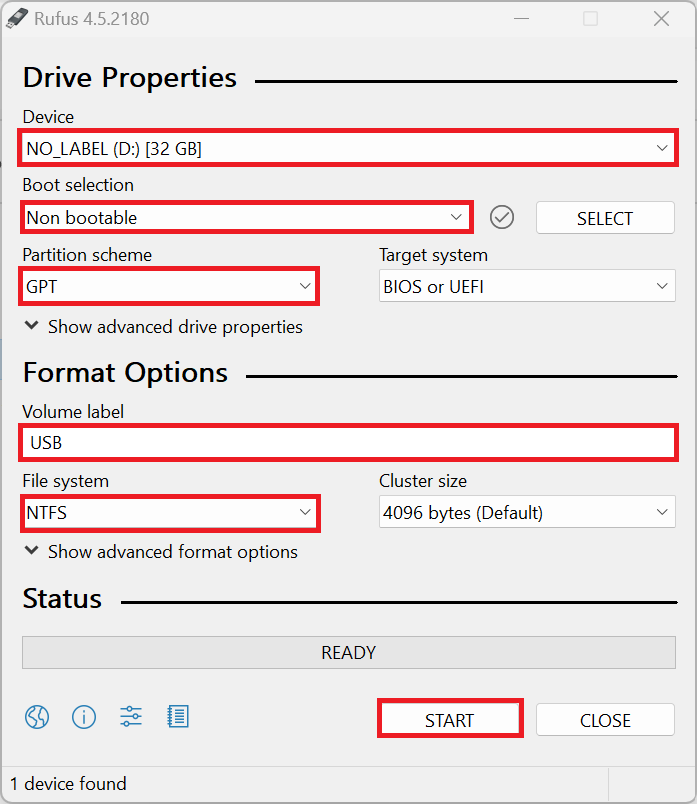 Rufus 4.5.2180
Drive Properties
Device
NO_LABEL (D:) [32 GB]
Boot selection
Non bootable
SELECT
Partition scheme
Target system
GPT
BIOS or UEFI
Show advanced drive properties
Format Options
Volume label
USB
File system
Cluster size
NTFS
4096 bytes (Default)
Show advanced format options
Status
READY
START
CLOSE
1 device found